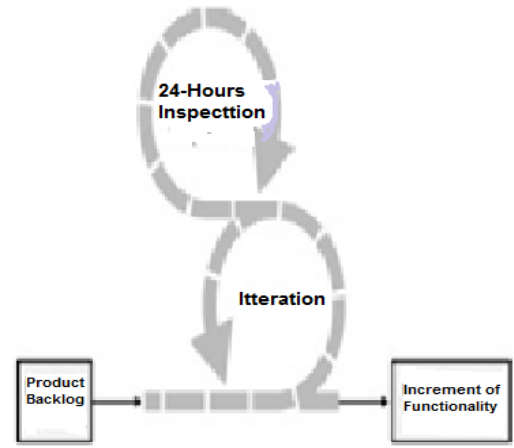 24-Hours
Inspecttion
Itteration
Product
Backlog
Increment of
Functionality